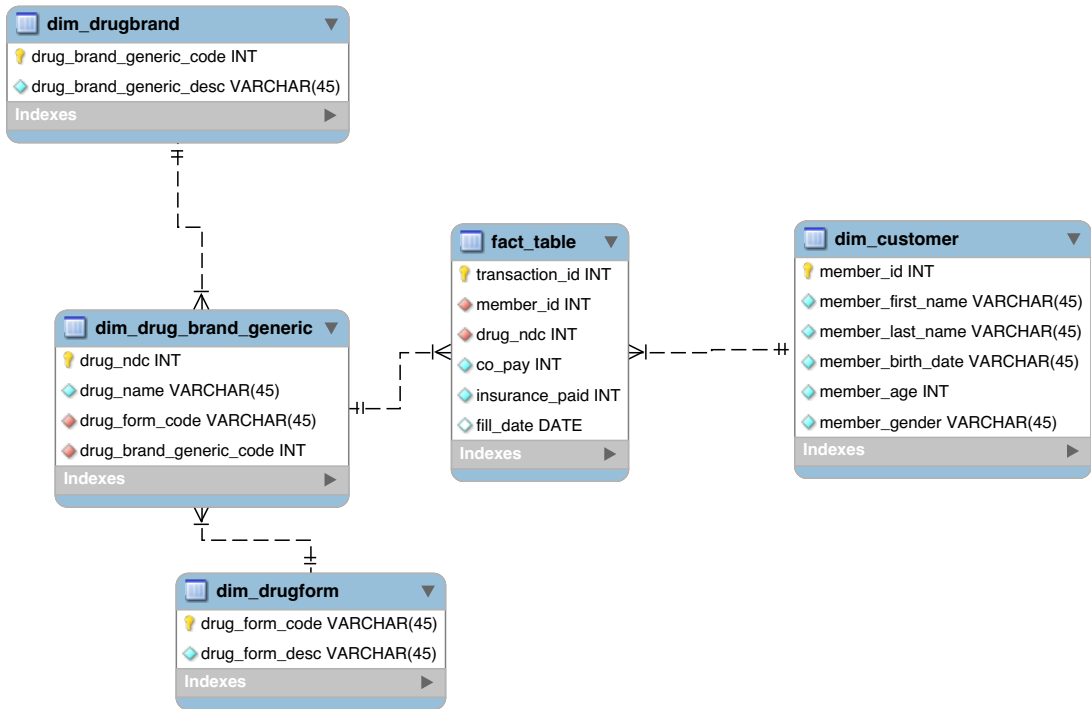 dim_drugbrand
drug_brand_generic_code INT
drug_brand_generic_desc VARCHAR(45)
Indexes
dim_drug_brand_generic
drug_ndc INT
drug_name VARCHAR(45)
drug_form_code VARCHAR(45)
drug_brand_generic_code INT
Indexes
dim_drugform
drug_form_code VARCHAR(45)
drug_form_desc VARCHAR(45)
Indexes
fact_table
transaction_id INT
member_id INT
drug_ndc INT
co_pay INT
insurance_paid INT
fill_date DATE
Indexes
dim_customer
member_id INT
member_first_name VARCHAR(45)
member_last_name VARCHAR(45)
member_birth_date VARCHAR(45)
member_age INT
member_gender VARCHAR(45)
Indexes